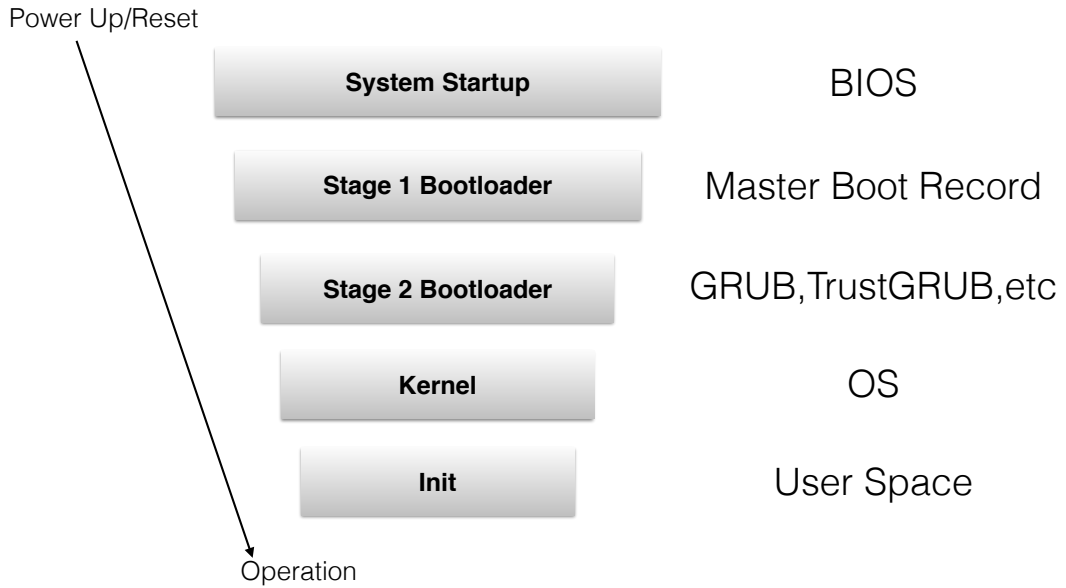 Power Up/Reset
System Startup
BIOS
Stage 1 Bootloader
Master Boot Record
Stage 2 Bootloader
GRUB,TrustGRUB,etc
Kernel
OS
Init
User Space
Operation